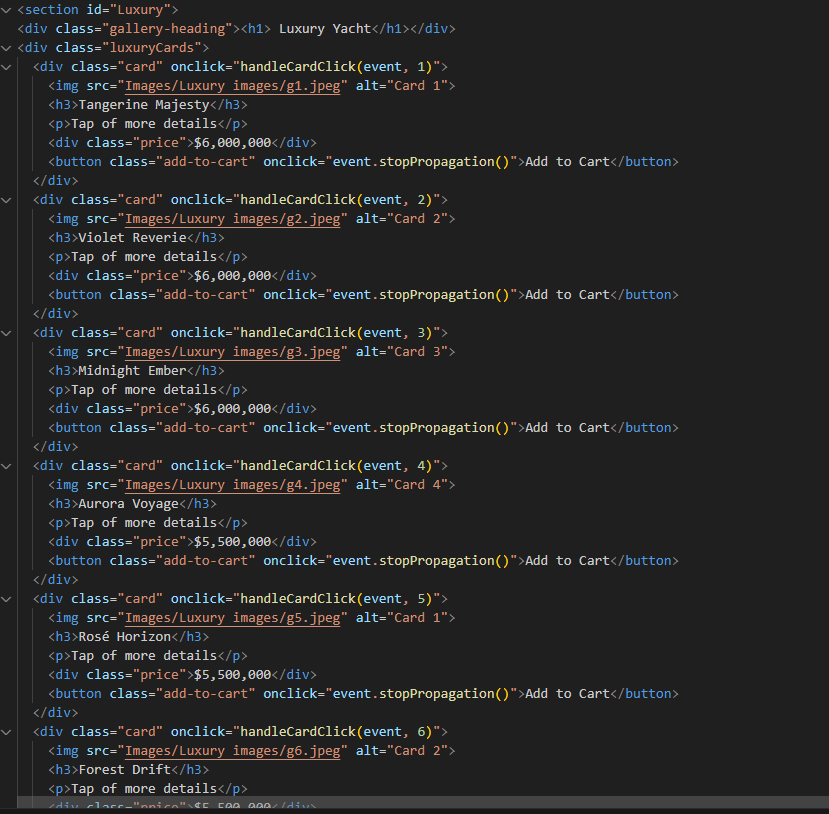 <section id="Luxury">
<div class="gallery-heading"><h1> Luxury Yacht</h1></div>
<div class="luxuryCards">
<div class="card" onclick="handleCardClick(event, 1)">
<img src="Images/Luxury images/g1.jpeg" alt="Card 1">
<h3>Tangerine Majesty</h3>
<p>Tap of more details</p>
<div class="price">$6,000,000</div>
<button class="add-to-cart" onclick="event.stopPropagation()">Add to Cart</button>
</div>
<div class="card" onclick="handleCardClick(event, 2)">
<img src="Images/Luxury images/g2.jpeg" alt="Card 2">
<h3>Violet Reverie</h3>
<p>Tap of more details</p>
<div class="price">$6,000,000</div>
<button class="add-to-cart" onclick="event.stopPropagation()">Add to Cart</button>
</div>
<div class="card" onclick="handleCardClick(event, 3)">
<img src="Images/Luxury images/g3.jpeg" alt="Card 3">
<h3>Midnight Ember</h3>
<p>Tap of more details</p>
<div class="price">$6,000,000</div>
<button class="add-to-cart" onclick="event.stopPropagation()">Add to Cart</button>
</div>
<div class="card" onclick="handleCardClick(event, 4)">
<img src="Images/Luxury images/g4.jpeg" alt="Card 4">
<h3>Aurora Voyage</h3>
<p>Tap of more details</p>
<div class="price">$5,500,000</div>
<button class="add-to-cart" onclick="event.stopPropagation()">Add to Cart</button>
</div>
<div class="card" onclick="handleCardClick(event, 5)">
<img src="Images/Luxury images/g5.jpeg" alt="Card 1">
<h3>Rosé Horizon</h3>
<p>Tap of more details</p>
<div class="price">$5,500,000</div>
<button class="add-to-cart" onclick="event.stopPropagation()">Add to Cart</button>
</div>
<div class="card" onclick="handleCardClick(event, 6)">
<img src="Images/Luxury images/g6.jpeg" alt="Card 2">
<h3>Forest Drift</h3>
<p>Tap of more details</p>
<div class="price">$5,500,000</div>